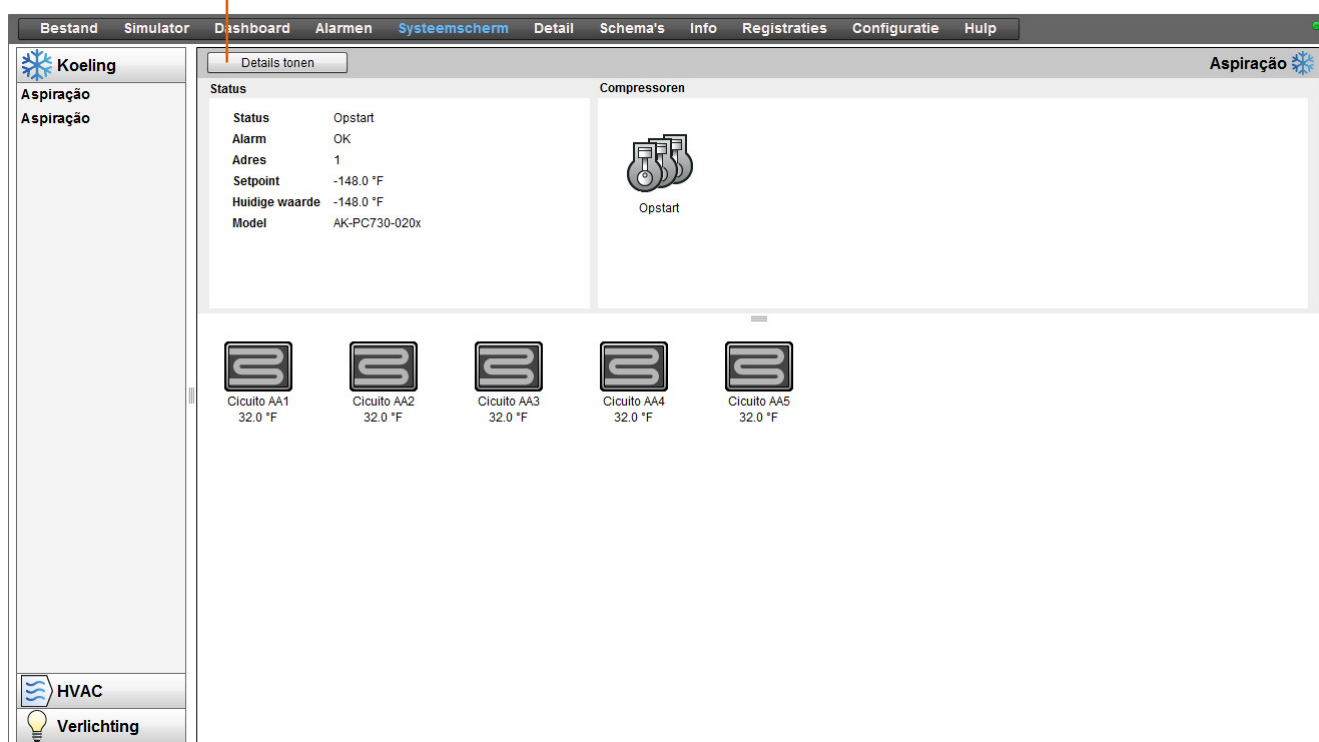 Bestand Simulator Dashboard Alarmen Systeemscherm Detail Schema's Info Registraties Configuratie Hulp
Koeling
Aspiração
Aspiração
HVAC
Verlichting
Details tonen
Aspiração
Status
Status Opstart
Alarm OK
Adres 1
Setpoint -148.0 °F
Huidige waarde -148.0 °F
Model AK-PC730-020x
Compressoren
Opstart
Cicuito AA1 Cicuito AA2 Cicuito AA3 Cicuito AA4 Cicuito AA5
32.0 °F 32.0 °F 32.0 °F 32.0 °F 32.0 °F